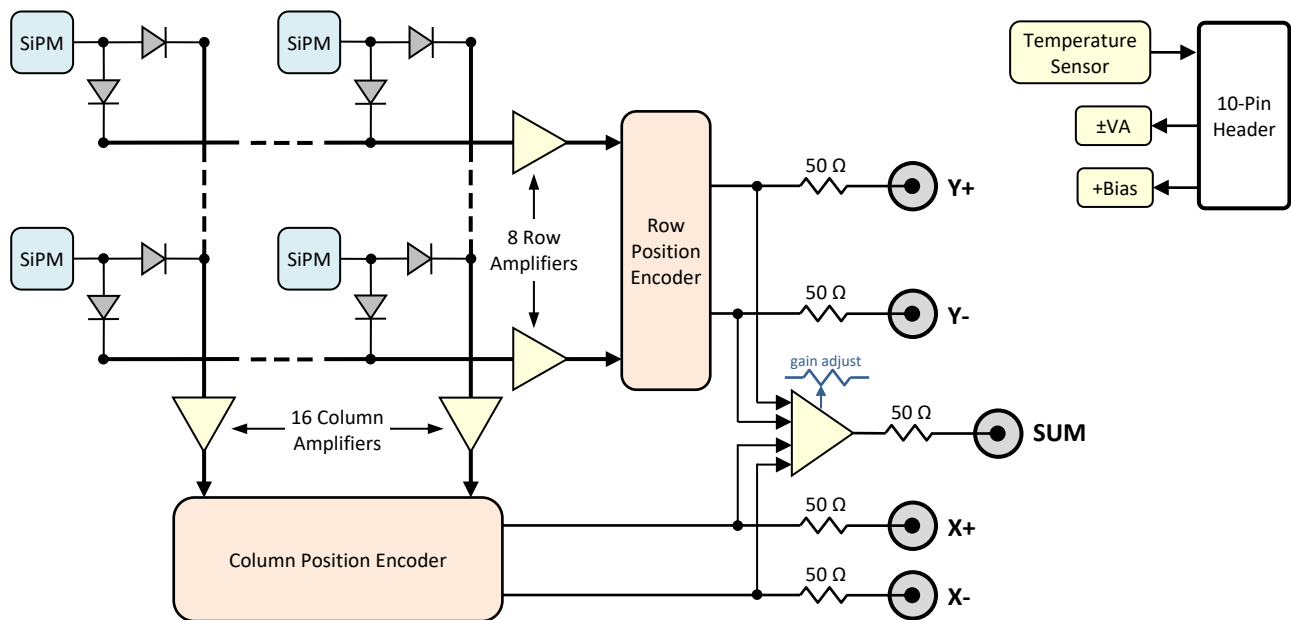 SiPM
SiPM
Temperature
Sensor
10-Pin
Header
±VA
+Bias
50 Ω
Y+
SiPM
SiPM
8 Row
Amplifiers
Row
Position
Encoder
50 Ω
Y-
gain adjust
16 Column
Amplifiers
50 Ω
SUM
50 Ω
X+
Column Position Encoder
50 Ω
X-